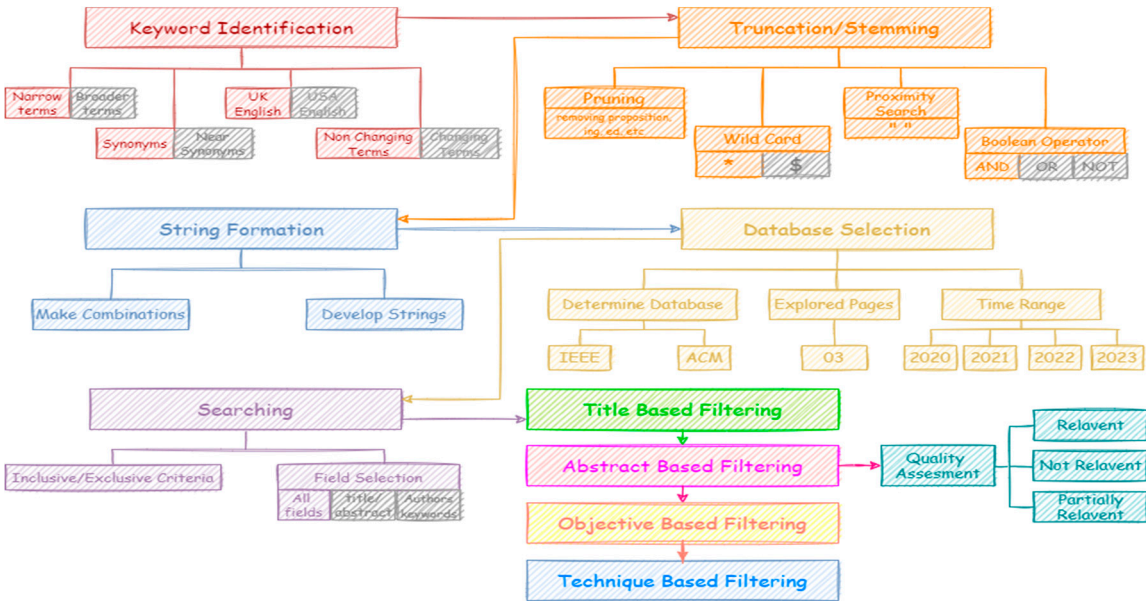 Keyword Identification
Truncation/Stemming
Narrow terms
Broader terms
UK English
USA English
Synonyms
Near Synonyms
Non Changing Terms
Changing Terms
Pruning
removing proposition,
ing, ed, etc
Wild Card
*
$
Proximity Search
" "
Boolean Operator
AND
OR
NOT
String Formation
Database Selection
Make Combinations
Develop Strings
Determine Database
Explored Pages
Time Range
IEEE
ACM
03
2020
2021
2022
2023
Searching
Title Based Filtering
Inclusive/Exclusive Criteria
Field Selection
All fields
title/ abstract
Authors keywords
Abstract Based Filtering
Quality Assesment
Relavent
Not Relavent
Partially Relavent
Objective Based Filtering
Technique Based Filtering